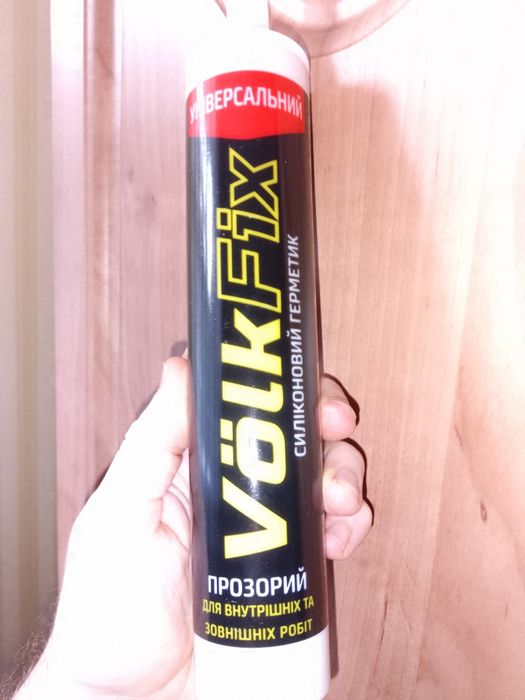 УНІВЕРСАЛЬНИЙ
VölkFix
СИЛІКОНОВИЙ ГЕРМЕТИК
ПРОЗОРИЙ
ДЛЯ ВНУТРІШНІХ ТА
ЗОВНІШНІХ РОБІТ